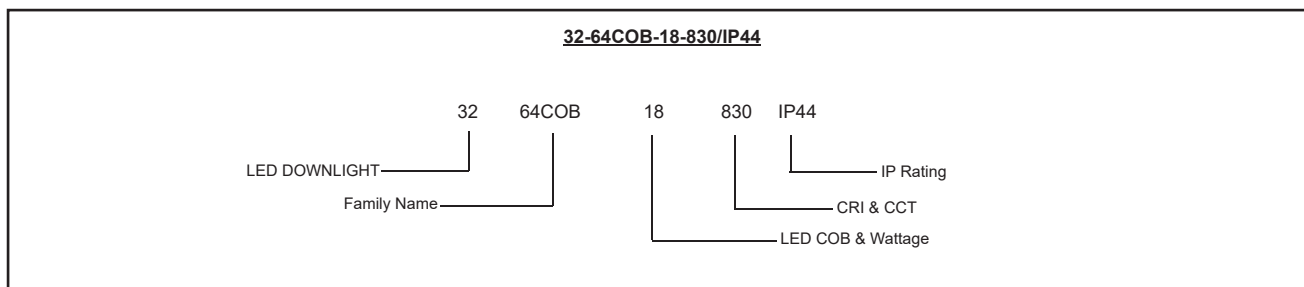 32-64COB-18-830/IP44
32 64COB 18 830 IP44
LED DOWNLIGHT
IP Rating
Family Name
CRI & CCT
LED COB & Wattage